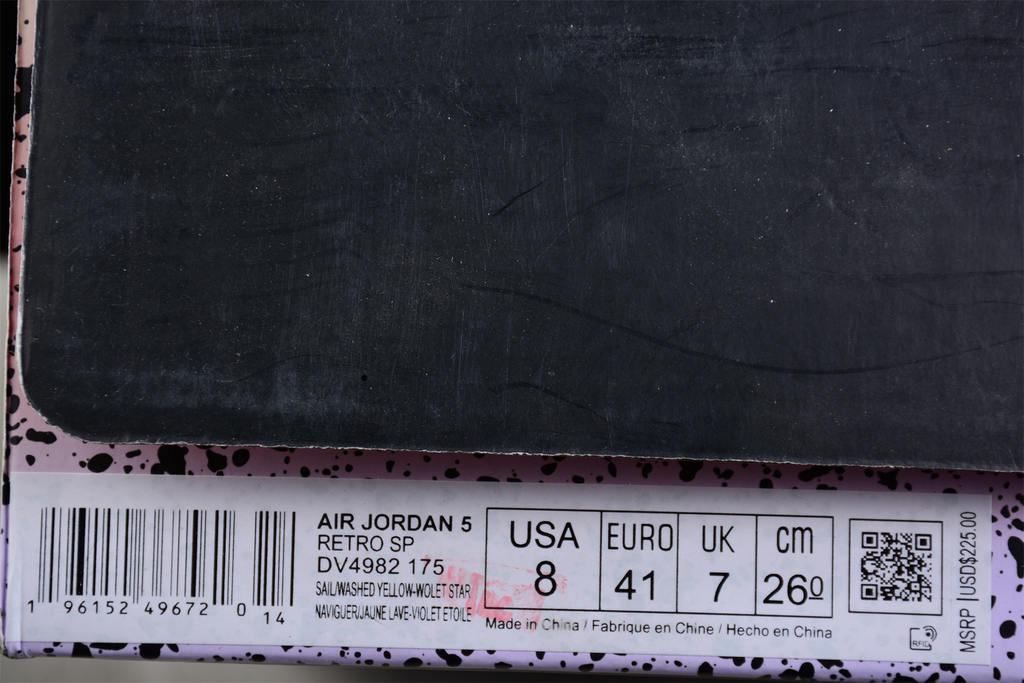 AIR JORDAN 5
RETRO SP
DV4982 175
SAIL/WASHED YELLOW-WOLET STAR
NAVIGUER/JAUNE LAVE-VIOLET ETOILE
1 96152 49672 0 14
USA EURO UK cm
8 41 7 260
Made in China / Fabrique en Chine / Hecho en China
RFID
MSRP |USD$225.00